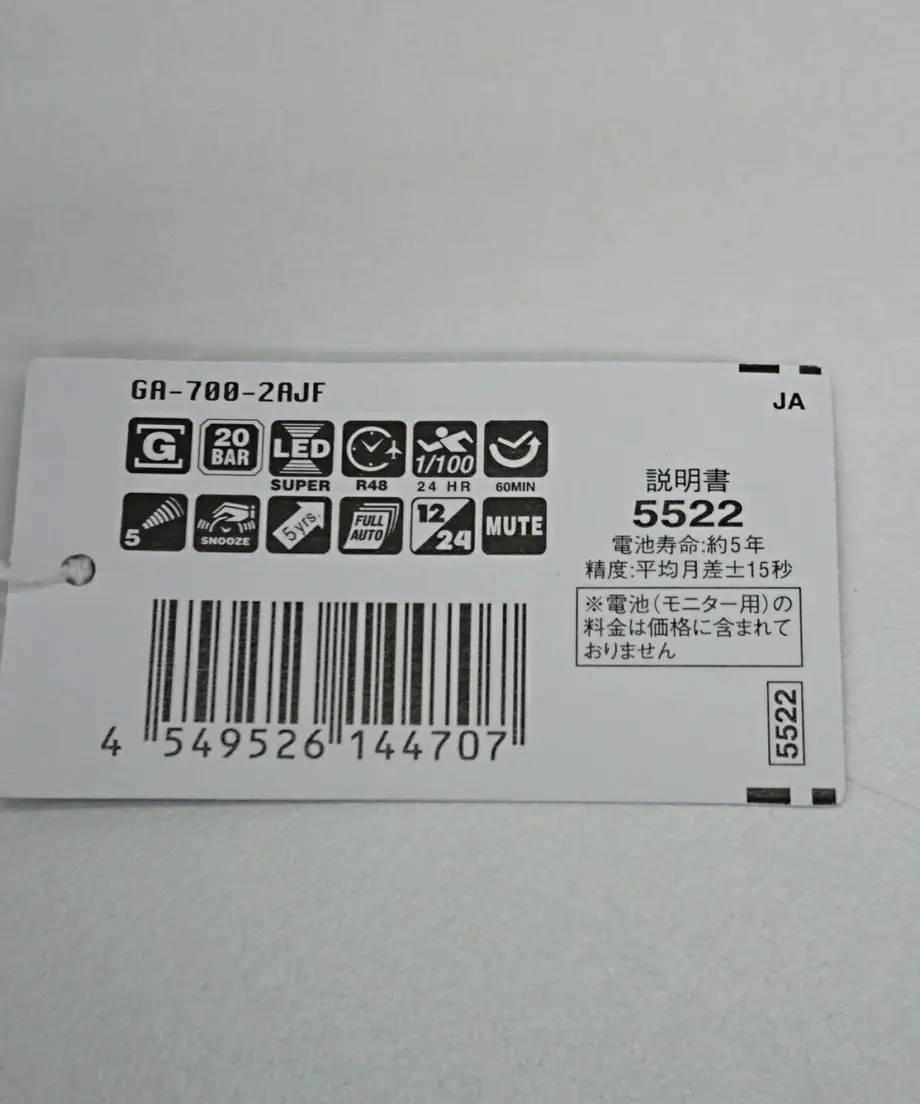 GA-700-2AJF
JA
G
20
BAR
LED
SUPER
R48
1/100
24 HR
60MIN
5
SNOOZE
5 yrs.
FULL
AUTO
12
24
MUTE
説明書
5522
電池寿命:約5年
精度:平均月差±15秒
※電池(モニター用)の
料金は価格に含まれて
おりません
5522
4 549526 144707